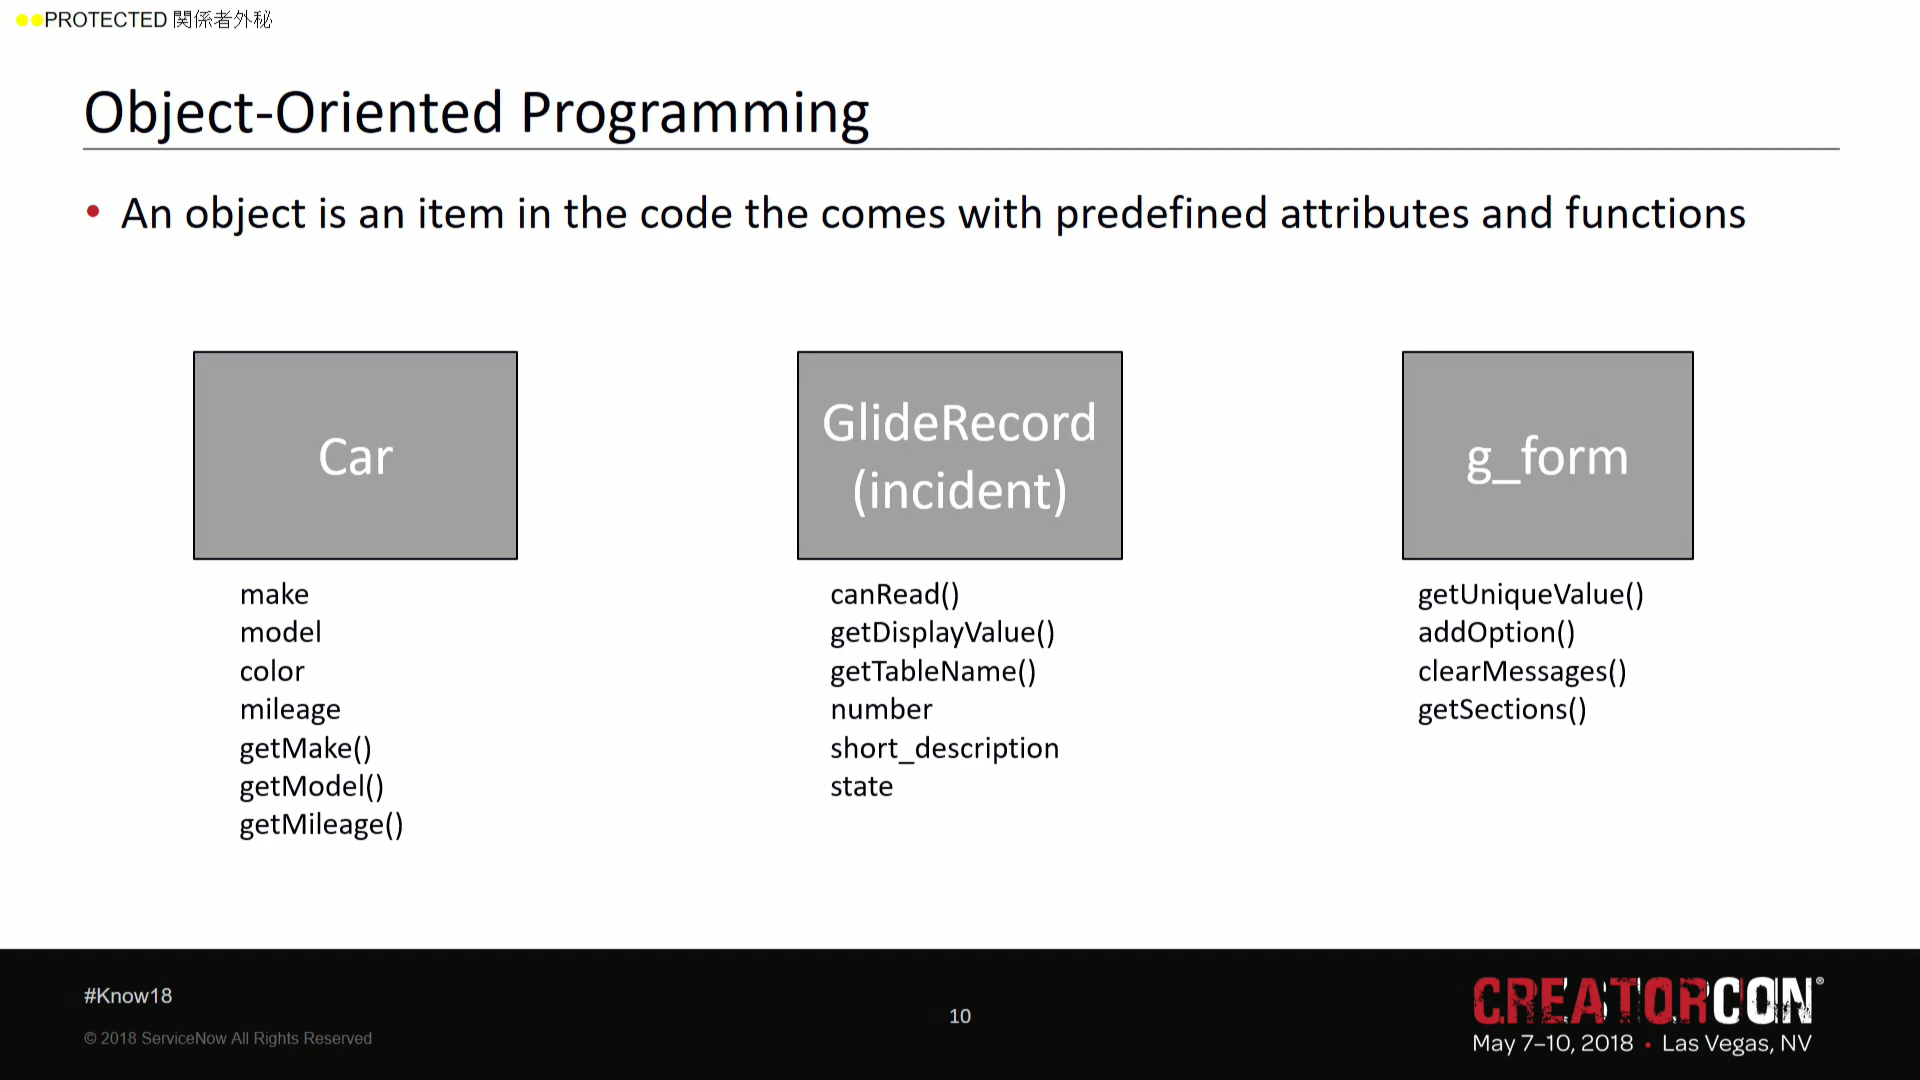 PROTECTED 関係者外秘
Object-Oriented Programming
• An object is an item in the code the comes with predefined attributes and functions
Car
make
model
color
mileage
getMake()
getModel()
getMileage()
GlideRecord
(incident)
canRead()
getDisplayValue()
getTableName()
number
short_description
state
g_form
getUniqueValue()
addOption()
clearMessages()
getSections()
#Know18
© 2018 ServiceNow All Rights Reserved
10
CREATORCON®
May 7–10, 2018 • Las Vegas, NV